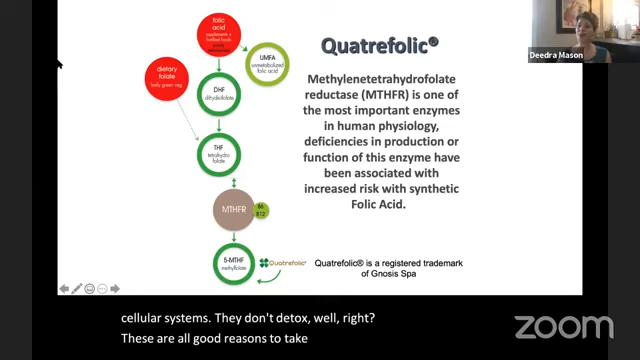 folic
acid
supplements +
fortified foods
UMFA
unmetabolized
folic acid
dietary
folate
leafy green veg
DHF
dihydrofolate
THF
tetrahydro
folate
MTHFR
B6
B12
5-MTHF
methylfolate
Quatrefolic®
Quatrefolic®
Methylenetetrahydrofolate
reductase (MTHFR) is one of
the most important enzymes
in human physiology,
deficiencies in production or
function of this enzyme have
been associated with
increased risk with synthetic
Folic Acid.
Quatrefolic® is a registered trademark
of Gnosis Spa
Deedra Mason
cellular systems. They don't detox, well, right?
These are all good reasons to take
zoom